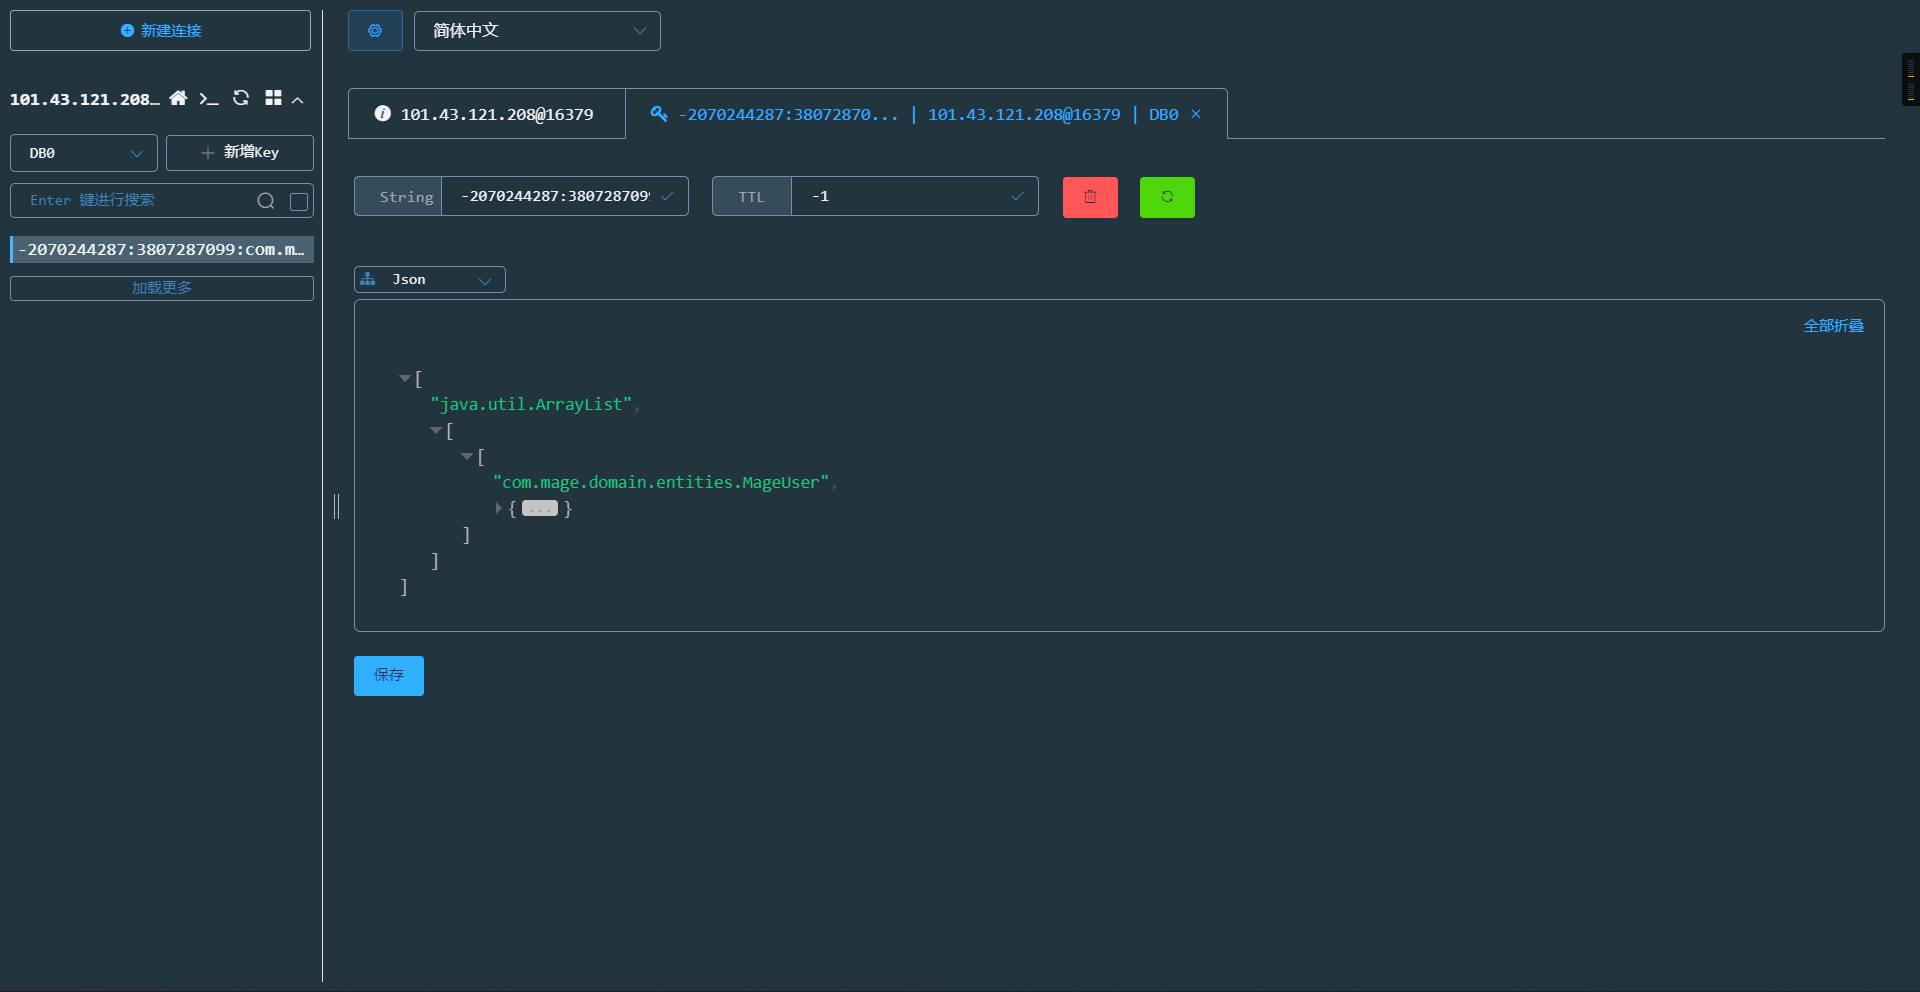 新建连接
简体中文
101.43.121.208...
DB0
新增Key
Enter 键进行搜索
-2070244287:3807287099:com.m...
加载更多
101.43.121.208@16379
-2070244287:38072870... | 101.43.121.208@16379 | DB0
String
-2070244287:3807287099
TTL
-1
Json
全部折叠
[
"java.util.ArrayList",
[
[
"com.mage.domain.entities.MageUser",
{ ... }
]
]
]
保存